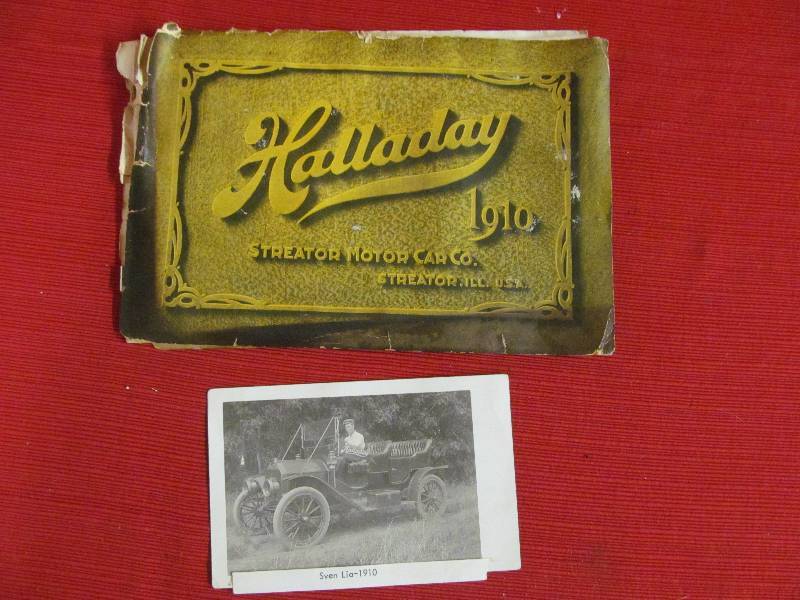 Halladay
1910
STREATOR MOTOR CAR CO.
STREATOR, ILL. U.S.A.
Sven Lia-1910